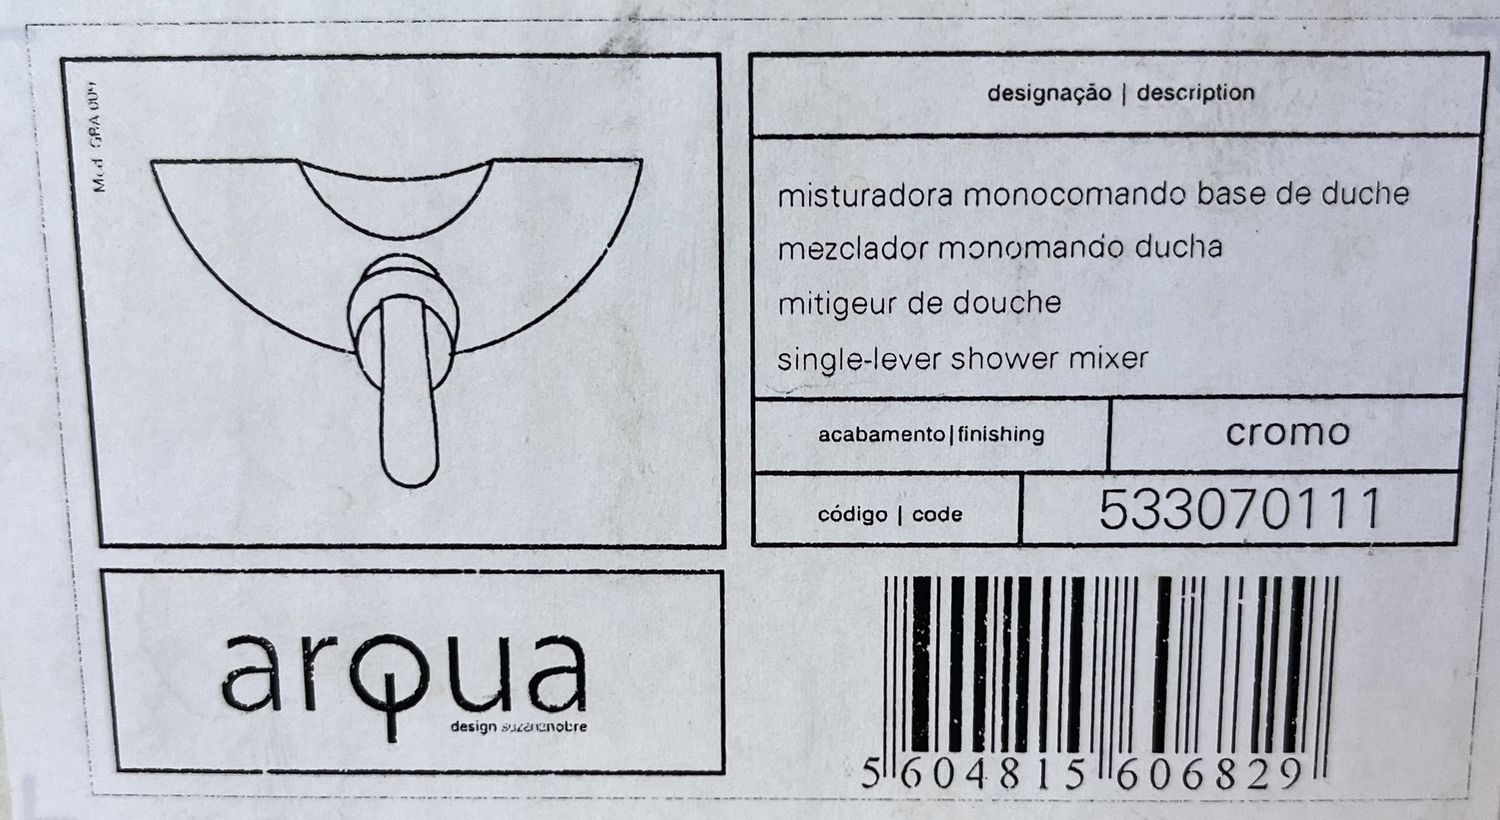 Mod. GRA 009
designação | description
misturadora monocomando base de duche
mezclador monomando ducha
mitigeur de douche
single-lever shower mixer
acabamento|finishing
cromo
código | code
533070111
arqua
design suzananobre
5 604815 606829